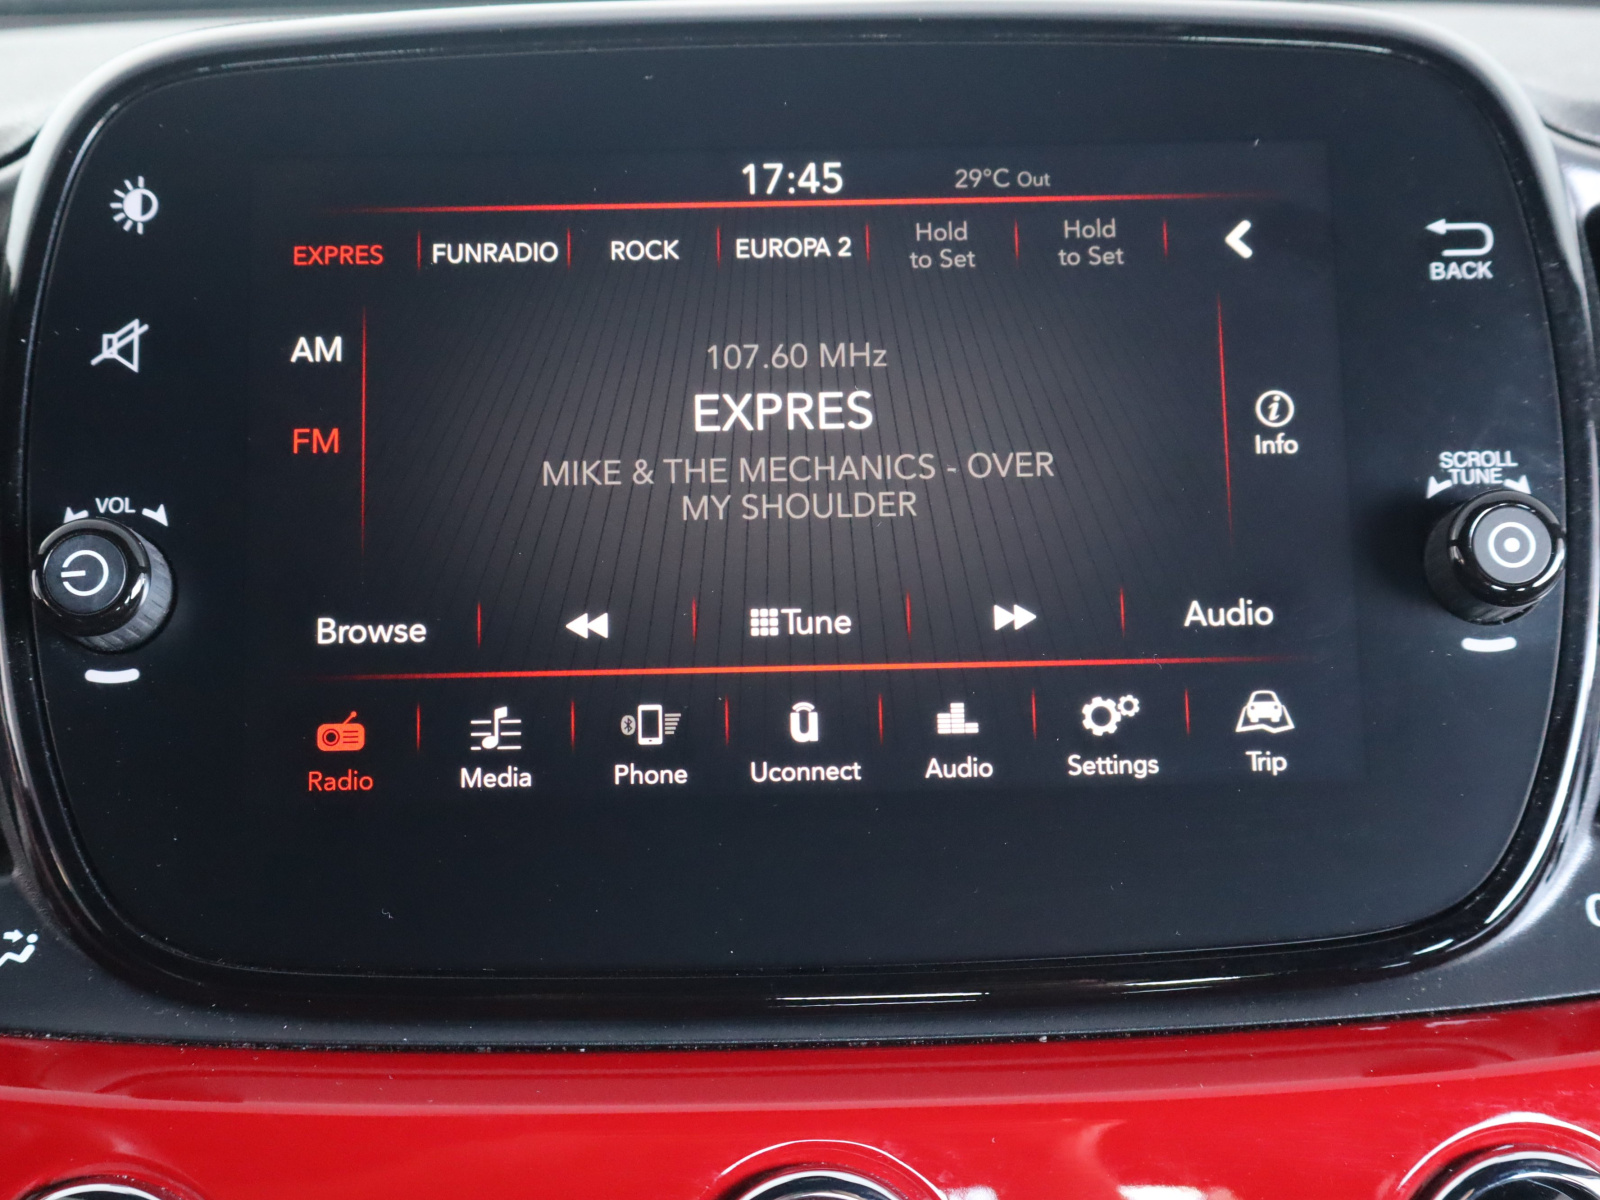 17:45 29°C Out
EXPRES FUNRADIO ROCK EUROPA 2 Hold to Set Hold to Set
BACK
AM
107.60 MHz
EXPRES
FM
Info
MIKE & THE MECHANICS - OVER
MY SHOULDER
VOL
SCROLL
TUNE
Browse Tune Audio
Radio Media Phone Uconnect Audio Settings Trip